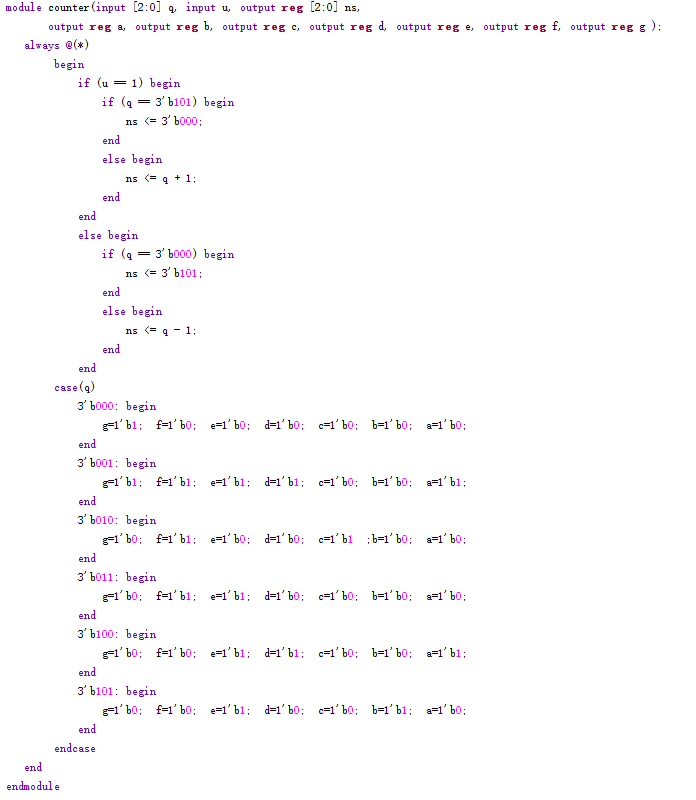 module counter(input [2:0] q, input u, output reg [2:0] ns,
output reg a, output reg b, output reg c, output reg d, output reg e, output reg f, output reg g );
always @(*)
begin
if (u == 1) begin
if (q == 3'b101) begin
ns <= 3'b000;
end
else begin
ns <= q + 1;
end
end
else begin
if (q == 3'b000) begin
ns <= 3'b101;
end
else begin
ns <= q - 1;
end
end
case(q)
3'b000: begin
g=1'b1; f=1'b0; e=1'b0; d=1'b0; c=1'b0; b=1'b0; a=1'b0;
end
3'b001: begin
g=1'b1; f=1'b1; e=1'b1; d=1'b1; c=1'b0; b=1'b0; a=1'b1;
end
3'b010: begin
g=1'b0; f=1'b1; e=1'b0; d=1'b0; c=1'b1 ;b=1'b0; a=1'b0;
end
3'b011: begin
g=1'b0; f=1'b1; e=1'b1; d=1'b0; c=1'b0; b=1'b0; a=1'b0;
end
3'b100: begin
g=1'b0; f=1'b0; e=1'b1; d=1'b1; c=1'b0; b=1'b0; a=1'b1;
end
3'b101: begin
g=1'b0; f=1'b0; e=1'b1; d=1'b0; c=1'b0; b=1'b1; a=1'b0;
end
endcase
end
endmodule